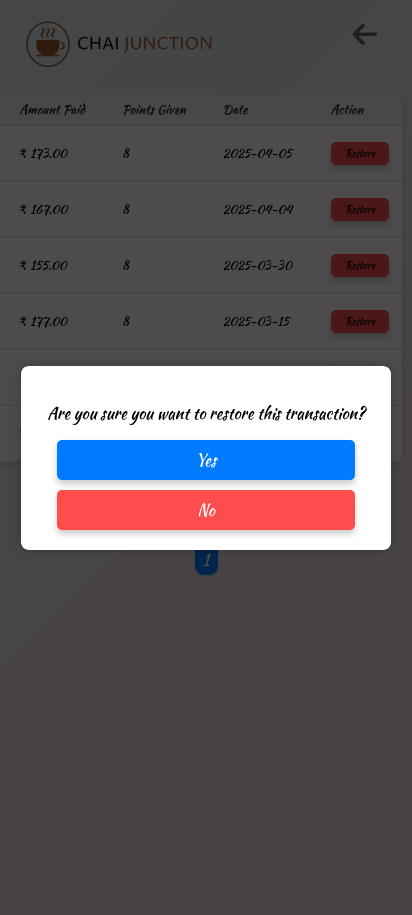 CHAI JUNCTION
Amount Paid Points Given Date Action
₹ 173.00 8 2025-04-05 Restore
₹ 167.00 8 2025-04-04 Restore
₹ 155.00 8 2025-03-30 Restore
₹ 177.00 8 2025-03-15 Restore
Are you sure you want to restore this transaction?
Yes
No
1